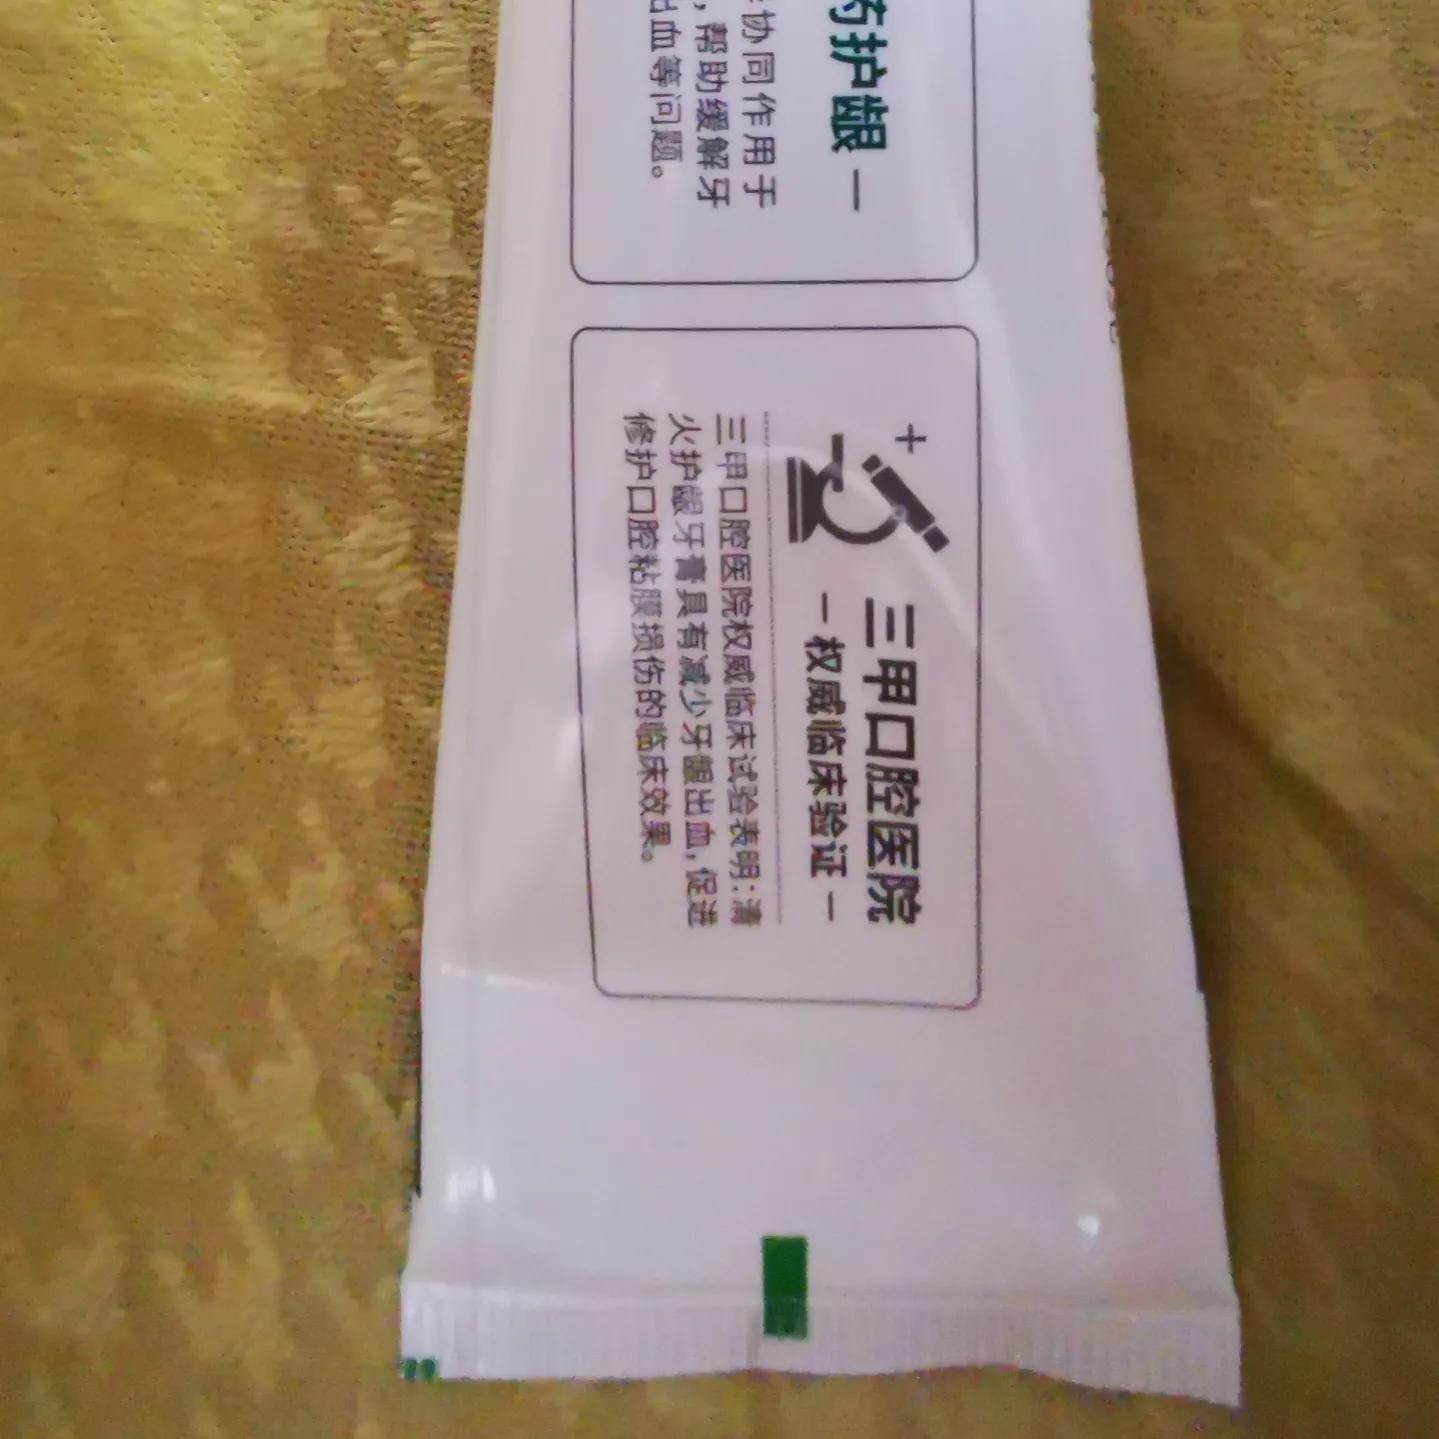 药护龈 一
协同作用于
，帮助缓解牙
出血等问题。
三甲口腔医院
- 权威临床验证 -
三甲口腔医院权威临床试验表明：清
火护龈牙膏具有减少牙龈出血，促进
修护口腔粘膜损伤的临床效果。